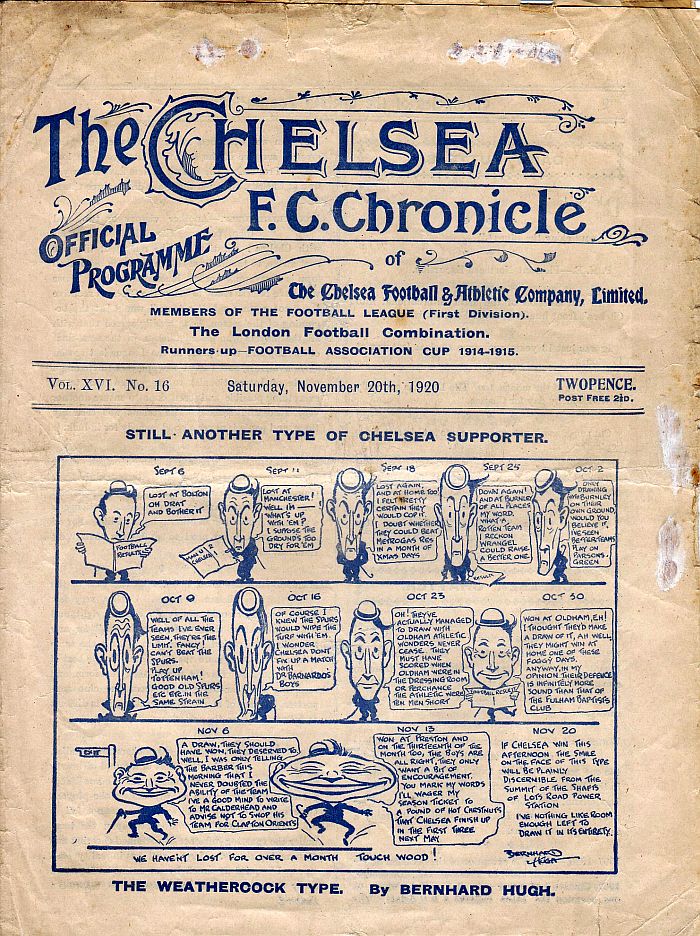 The CHELSEA
F.C. Chronicle
OFFICIAL
PROGRAMME
of
The Chelsea Football & Athletic Company, Limited.
MEMBERS OF THE FOOTBALL LEAGUE (First Division).
The London Football Combination.
Runners-up—FOOTBALL ASSOCIATION CUP 1914-1915.
VOL. XVI. No. 16
Saturday, November 20th, 1920
TWOPENCE.
POST FREE 2½D.
STILL ANOTHER TYPE OF CHELSEA SUPPORTER.
SEPT 6
LOST AT BOLTON
OH DRAT
AND BOTHER IT
FOOTBALL
RESULTS
SEPT 11
LOST AT
MANCHESTER!
WELL I'M
WHAT'S UP
WITH 'EM?
I SUPPOSE THE
GROUND'S TOO
DRY FOR 'EM
CHELSEA
SEPT 18
LOST AGAIN,
AND AT HOME TOO!
I FELT PRETTY
CERTAIN THEY
WOULD COP IT.
I DOUBT WHETHER
THEY COULD BEAT
METROGAS RES
IN A MONTH OF
XMAS DAYS
SEPT 25
DOWN AGAIN!
AND AT BURNLEY
OF ALL PLACES
MY WORD,
WHAT A
ROTTEN TEAM
I RECKON
WRANGEL
COULD RAISE
A BETTER ONE.
RESULTS
OCT 2
ONLY
DRAWING
WITH BURNLEY
ON THEIR
OWN GROUND,
WOULD YOU
BELIEVE IT,
I'VE SEEN
BETTER TEAMS
PLAY ON
PARSONS
GREEN
OCT 9
WELL OF ALL THE
TEAMS I'VE EVER
SEEN, THEY'RE THE
LIMIT. FANCY!
CAN'T BEAT THE
SPURS.
PLAY UP
TOTTENHAM!
GOOD OLD SPURS
ETC ETC IN THE
SAME STRAIN
OCT 16
OF COURSE I
KNEW THE SPURS
WOULD WIPE THE
TURF WITH 'EM.
I WONDER
CHELSEA DONT
FIX UP A MATCH
WITH
DR BARNARDO'S
BOYS
OCT 23
OH! THEY'VE
ACTUALLY MANAGED
TO DRAW WITH
OLDHAM ATHLETIC
WONDERS NEVER
CEASE. THEY
MUST HAVE
SCORED WHEN
OLDHAM WERE IN
THE DRESSING ROOM
OR PERCHANCE
THE ATHLETIC WERE
TEN MEN SHORT
OCT 30
WON AT OLDHAM, EH!
I THOUGHT THEY'D MAKE
A DRAW OF IT, AH WELL,
THEY MIGHT WIN AT
HOME ONE OF THESE
FOGGY DAYS.
ANYWAY, IN MY
OPINION THEIR DEFENCE
IS INFINITELY MORE
SOUND THAN THAT OF
THE FULHAM BAPTISTS
CLUB
FOOTBALL RESULTS
NOV 6
A DRAW, THEY SHOULD
HAVE WON, THEY DESERVED TO.
WELL, I WAS ONLY TELLING
THE BARBER THIS
MORNING THAT I
NEVER DOUBTED THE
ABILITY OF THE TEAM.
I'VE A GOOD MIND TO WRITE
TO MR CALDERHEAD AND
ADVISE NOT TO SWOP HIS
TEAM FOR CLAPTON ORIENTS
NOV 13
WON AT PRESTON AND
ON THE THIRTEENTH OF THE
MONTH TOO, THE BOYS ARE
ALL RIGHT, THEY ONLY
WANT A BIT OF
ENCOURAGEMENT.
YOU MARK MY WORDS
I'LL WAGER MY
SEASON TICKET TO
A POUND OF HOT CHESTNUTS
THAT CHELSEA FINISH UP
IN THE FIRST THREE
NEXT MAY
NOV 20
IF CHELSEA WIN THIS
AFTERNOON THE SMILE
ON THE FACE OF THIS TYPE
WILL BE PLAINLY
DISCERNIBLE FROM THE
SUMMIT OF THE SHAFTS
OF LOTS ROAD POWER
STATION
I'VE NOTHING LIKE ROOM
ENOUGH LEFT TO
DRAW IT IN ITS ENTIRETY.
BERNHARD
HUGH
WE HAVEN'T LOST FOR OVER A MONTH TOUCH WOOD!
THE WEATHERCOCK TYPE. By BERNHARD HUGH.